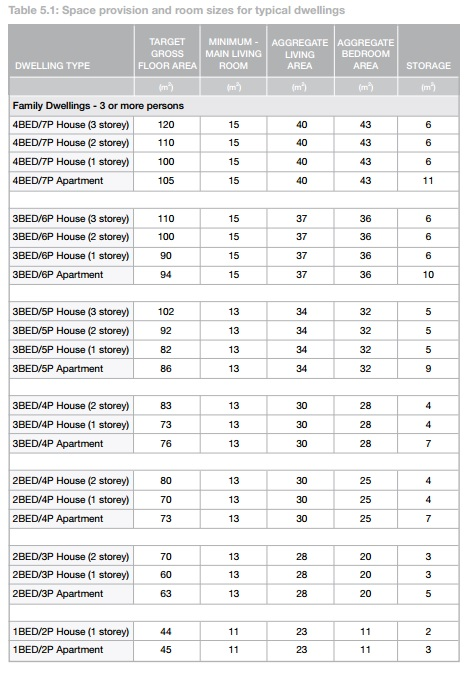 Table 5.1: Space provision and room sizes for typical dwellings
DWELLING TYPE TARGET GROSS FLOOR AREA MINIMUM - MAIN LIVING ROOM AGGREGATE LIVING AREA AGGREGATE BEDROOM AREA STORAGE
(m²) (m²) (m²) (m²) (m²)
Family Dwellings - 3 or more persons
4BED/7P House (3 storey) 120 15 40 43 6
4BED/7P House (2 storey) 110 15 40 43 6
4BED/7P House (1 storey) 100 15 40 43 6
4BED/7P Apartment 105 15 40 43 11
3BED/6P House (3 storey) 110 15 37 36 6
3BED/6P House (2 storey) 100 15 37 36 6
3BED/6P House (1 storey) 90 15 37 36 6
3BED/6P Apartment 94 15 37 36 10
3BED/5P House (3 storey) 102 13 34 32 5
3BED/5P House (2 storey) 92 13 34 32 5
3BED/5P House (1 storey) 82 13 34 32 5
3BED/5P Apartment 86 13 34 32 9
3BED/4P House (2 storey) 83 13 30 28 4
3BED/4P House (1 storey) 73 13 30 28 4
3BED/4P Apartment 76 13 30 28 7
2BED/4P House (2 storey) 80 13 30 25 4
2BED/4P House (1 storey) 70 13 30 25 4
2BED/4P Apartment 73 13 30 25 7
2BED/3P House (2 storey) 70 13 28 20 3
2BED/3P House (1 storey) 60 13 28 20 3
2BED/3P Apartment 63 13 28 20 5
1BED/2P House (1 storey) 44 11 23 11 2
1BED/2P Apartment 45 11 23 11 3